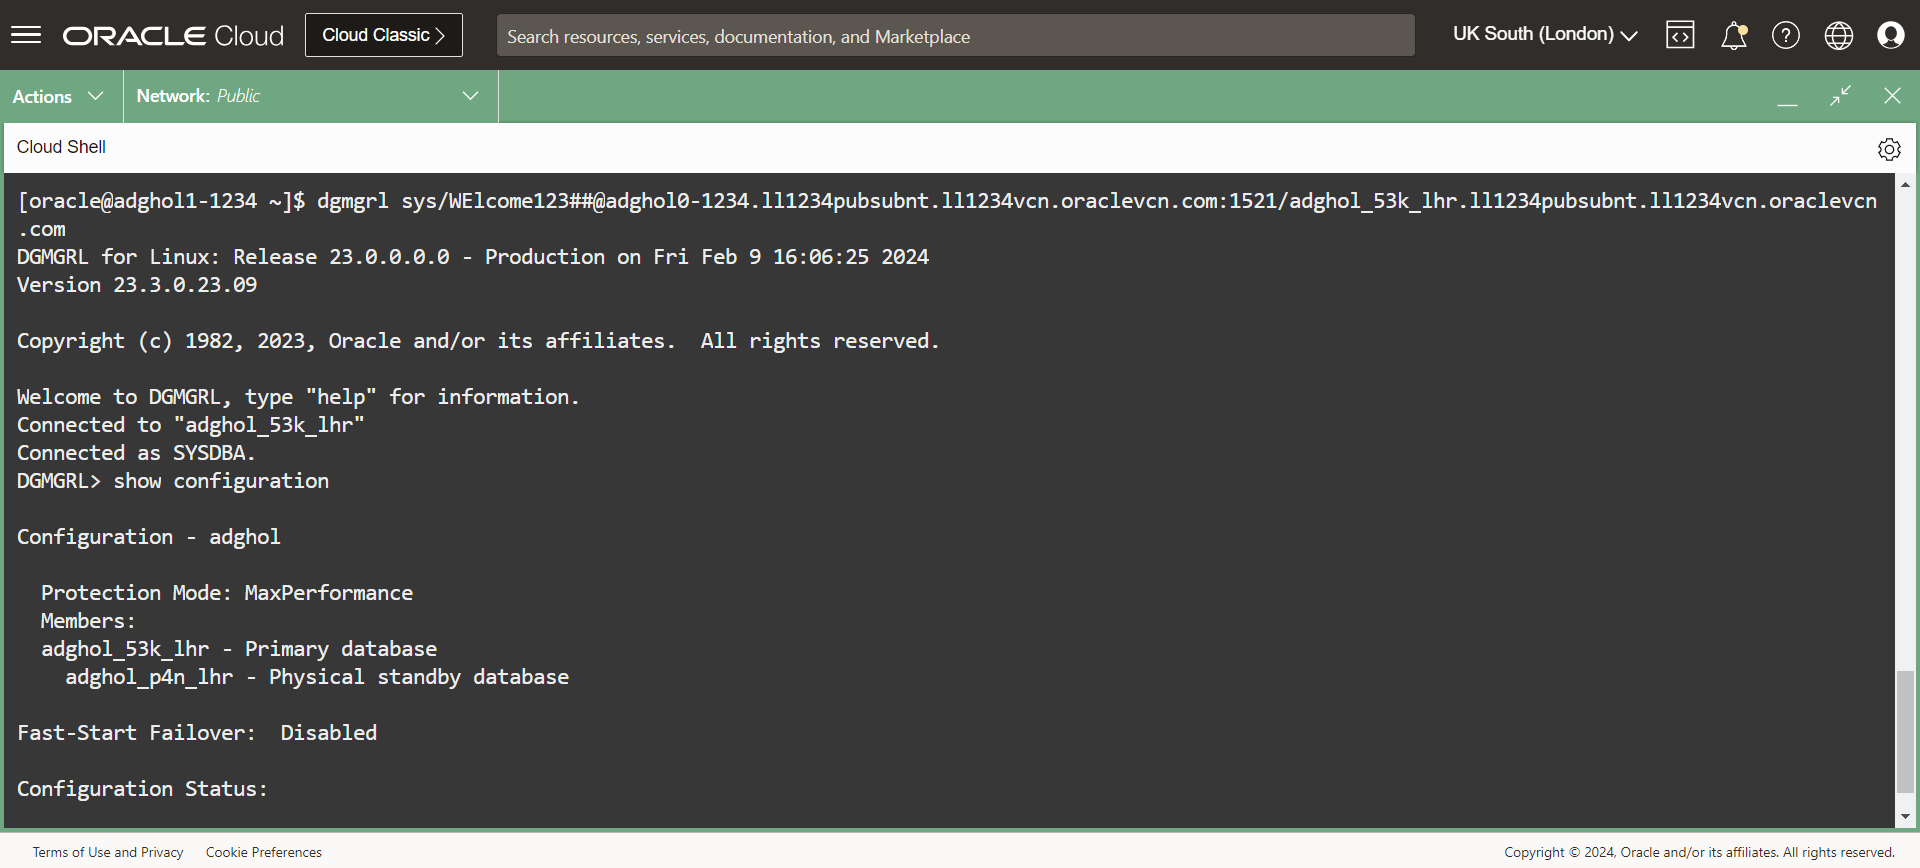 ORACLE Cloud
Cloud Classic
Search resources, services, documentation, and Marketplace
UK South (London)
Actions
Network: Public
Cloud Shell
[oracle@adghol1-1234 ~]$ dgmgrl sys/WElcome123##@adghol0-1234.ll1234pubsubnt.ll1234vcn.oraclevcn.com:1521/adghol_53k_lhr.ll1234pubsubnt.ll1234vcn.oraclevcn
.com
DGMGRL for Linux: Release 23.0.0.0.0 - Production on Fri Feb 9 16:06:25 2024
Version 23.3.0.23.09
Copyright (c) 1982, 2023, Oracle and/or its affiliates.  All rights reserved.
Welcome to DGMGRL, type "help" for information.
Connected to "adghol_53k_lhr"
Connected as SYSDBA.
DGMGRL> show configuration
Configuration - adghol
Protection Mode: MaxPerformance
Members:
adghol_53k_lhr - Primary database
adghol_p4n_lhr - Physical standby database
Fast-Start Failover:  Disabled
Configuration Status:
Terms of Use and Privacy
Cookie Preferences
Copyright © 2024, Oracle and/or its affiliates. All rights reserved.